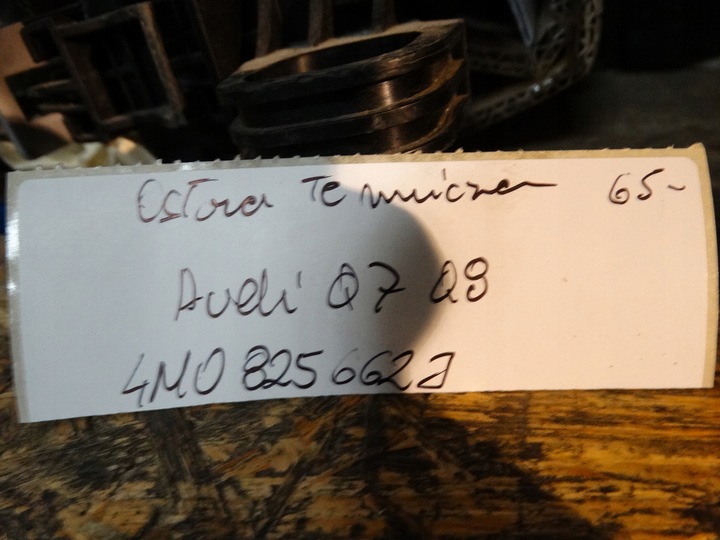 Osłona Termiczna 65-
Audi Q7 Q8
4M0 825 662 J